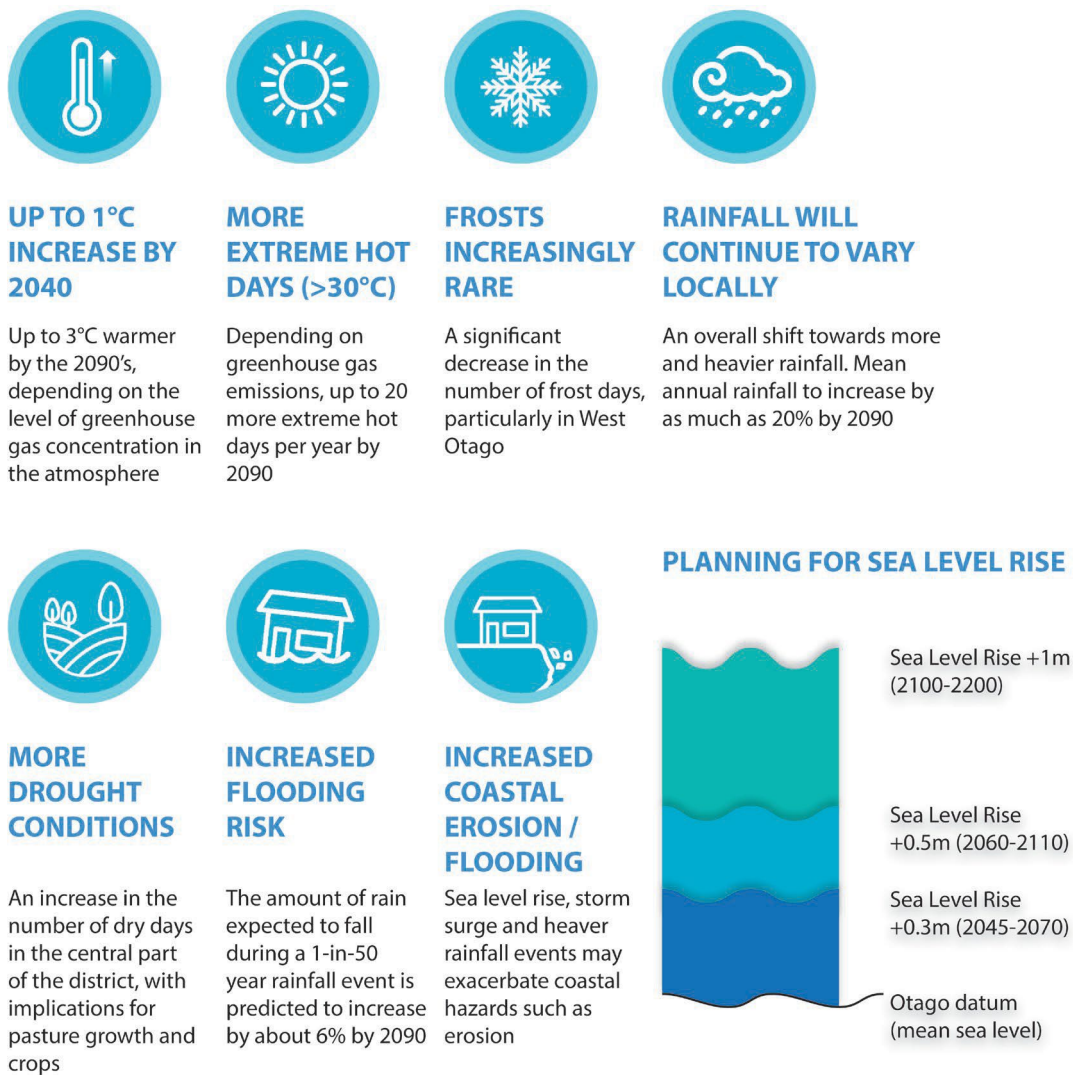 UP TO 1°C
INCREASE BY
2040
Up to 3°C warmer
by the 2090's,
depending on the
level of greenhouse
gas concentration in
the atmosphere
MORE
EXTREME HOT
DAYS (>30°C)
Depending on
greenhouse gas
emissions, up to 20
more extreme hot
days per year by
2090
FROSTS
INCREASINGLY
RARE
A significant
decrease in the
number of frost days,
particularly in West
Otago
RAINFALL WILL
CONTINUE TO VARY
LOCALLY
An overall shift towards more
and heavier rainfall. Mean
annual rainfall to increase by
as much as 20% by 2090
MORE
DROUGHT
CONDITIONS
An increase in the
number of dry days
in the central part
of the district, with
implications for
pasture growth and
crops
INCREASED
FLOODING
RISK
The amount of rain
expected to fall
during a 1-in-50
year rainfall event is
predicted to increase
by about 6% by 2090
INCREASED
COASTAL
EROSION /
FLOODING
Sea level rise, storm
surge and heaver
rainfall events may
exacerbate coastal
hazards such as
erosion
PLANNING FOR SEA LEVEL RISE
Sea Level Rise +1m
(2100-2200)
Sea Level Rise
+0.5m (2060-2110)
Sea Level Rise
+0.3m (2045-2070)
Otago datum
(mean sea level)